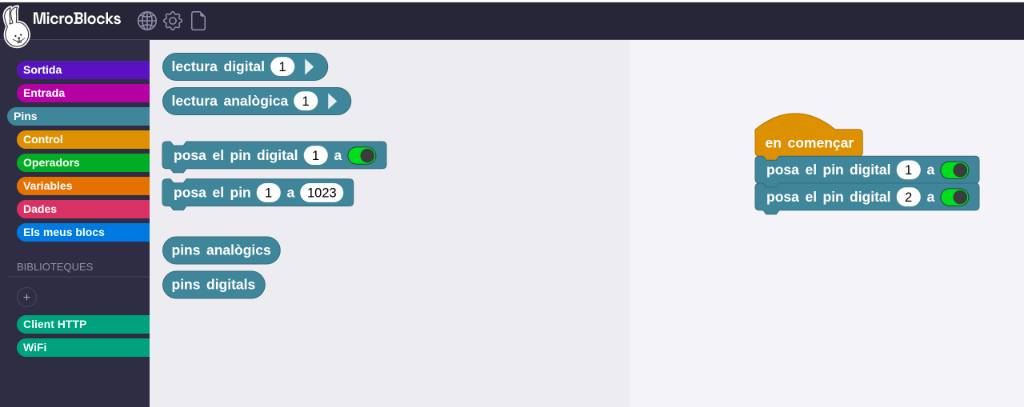 MicroBlocks
Sortida
Entrada
Pins
Control
Operadors
Variables
Dades
Els meus blocs
BIBLIOTEQUES
+
Client HTTP
WiFi
lectura digital 1
lectura analògica 1
posa el pin digital 1 a
posa el pin 1 a 1023
pins analògics
pins digitals
en començar
posa el pin digital 1 a
posa el pin digital 2 a